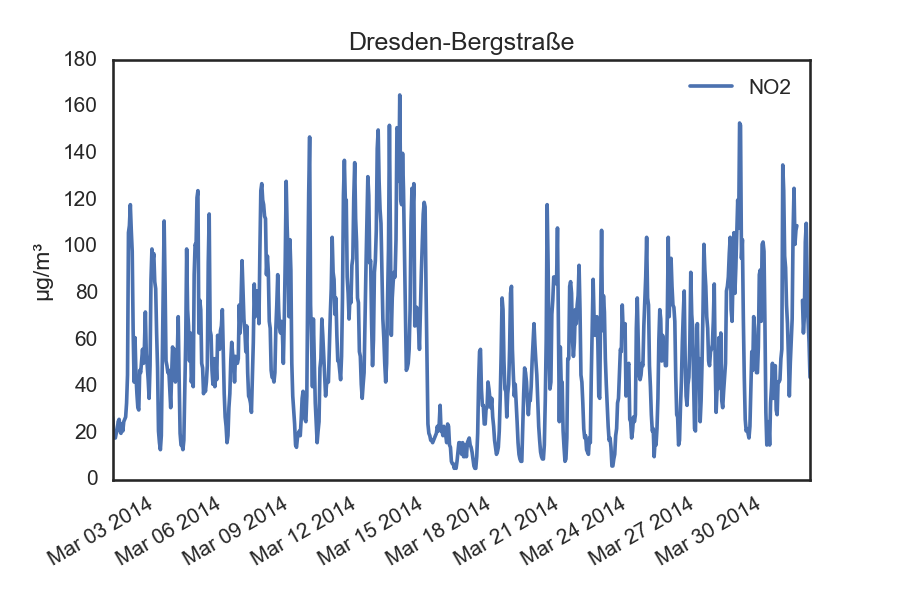 Dresden-Bergstraße
180
160
140
120
100
80
60
40
20
0
µg/m³
NO2
Mar 03 2014
Mar 06 2014
Mar 09 2014
Mar 12 2014
Mar 15 2014
Mar 18 2014
Mar 21 2014
Mar 24 2014
Mar 27 2014
Mar 30 2014